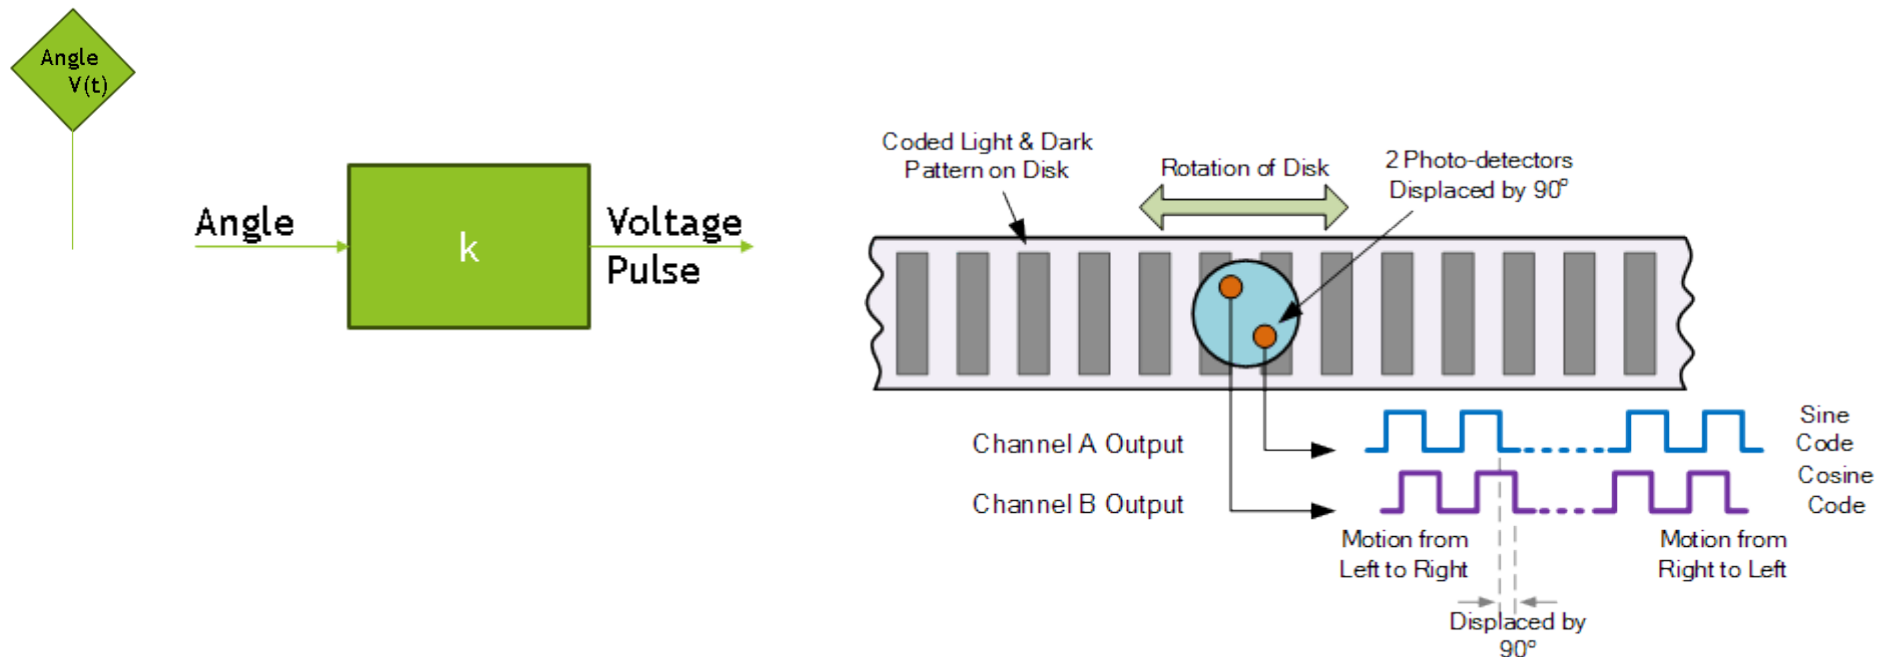 Angle
V(t)
Angle
k
Voltage
Pulse
Coded Light & Dark
Pattern on Disk
Rotation of Disk
2 Photo-detectors
Displaced by 90º
Channel A Output
Sine
Code
Channel B Output
Cosine
Code
Motion from
Left to Right
Motion from
Right to Left
Displaced by
90º